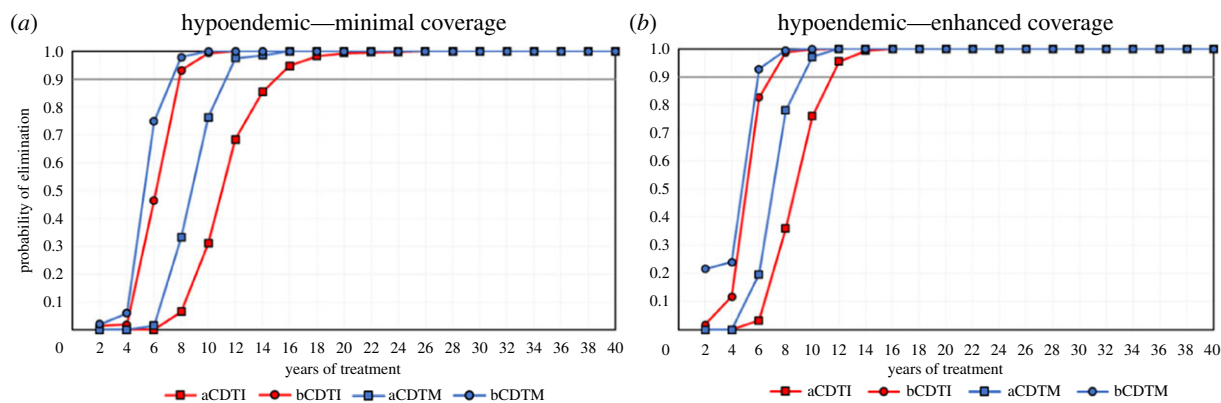 (a) hypoendemic—minimal coverage
1.0
0.9
0.8
0.7
0.6
0.5
0.4
0.3
0.2
0.1
0
probability of elimination
2 4 6 8 10 12 14 16 18 20 22 24 26 28 30 32 34 36 38 40
years of treatment
aCDTI bCDTI aCDTM bCDTM
(b) hypoendemic—enhanced coverage
1.0
0.9
0.8
0.7
0.6
0.5
0.4
0.3
0.2
0.1
0
2 4 6 8 10 12 14 16 18 20 22 24 26 28 30 32 34 36 38 40
years of treatment
aCDTI bCDTI aCDTM bCDTM